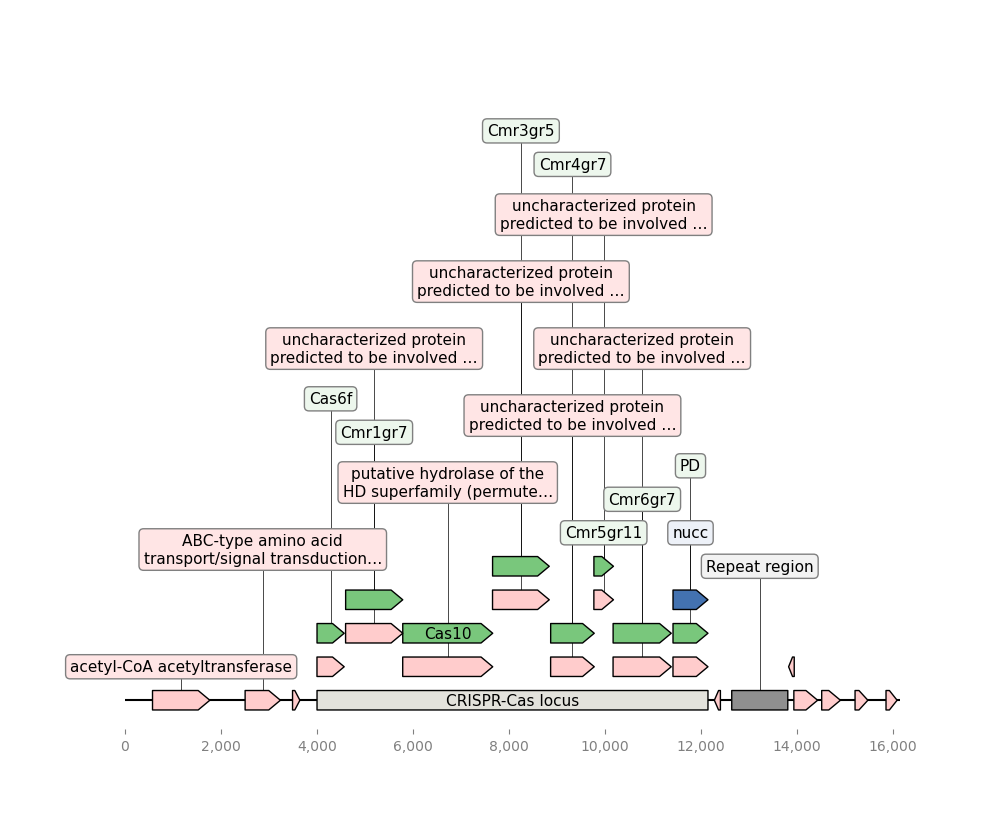 Cmr3gr5
Cmr4gr7
uncharacterized protein
predicted to be involved ...
uncharacterized protein
predicted to be involved ...
uncharacterized protein
predicted to be involved ...
uncharacterized protein
predicted to be involved ...
Cas6f
uncharacterized protein
predicted to be involved ...
Cmr1gr7
PD
putative hydrolase of the
HD superfamily (permute...
Cmr6gr7
Cmr5gr11
nucc
ABC-type amino acid
transport/signal transduction...
Repeat region
Cas10
acetyl-CoA acetyltransferase
CRISPR-Cas locus
0 2,000 4,000 6,000 8,000 10,000 12,000 14,000 16,000